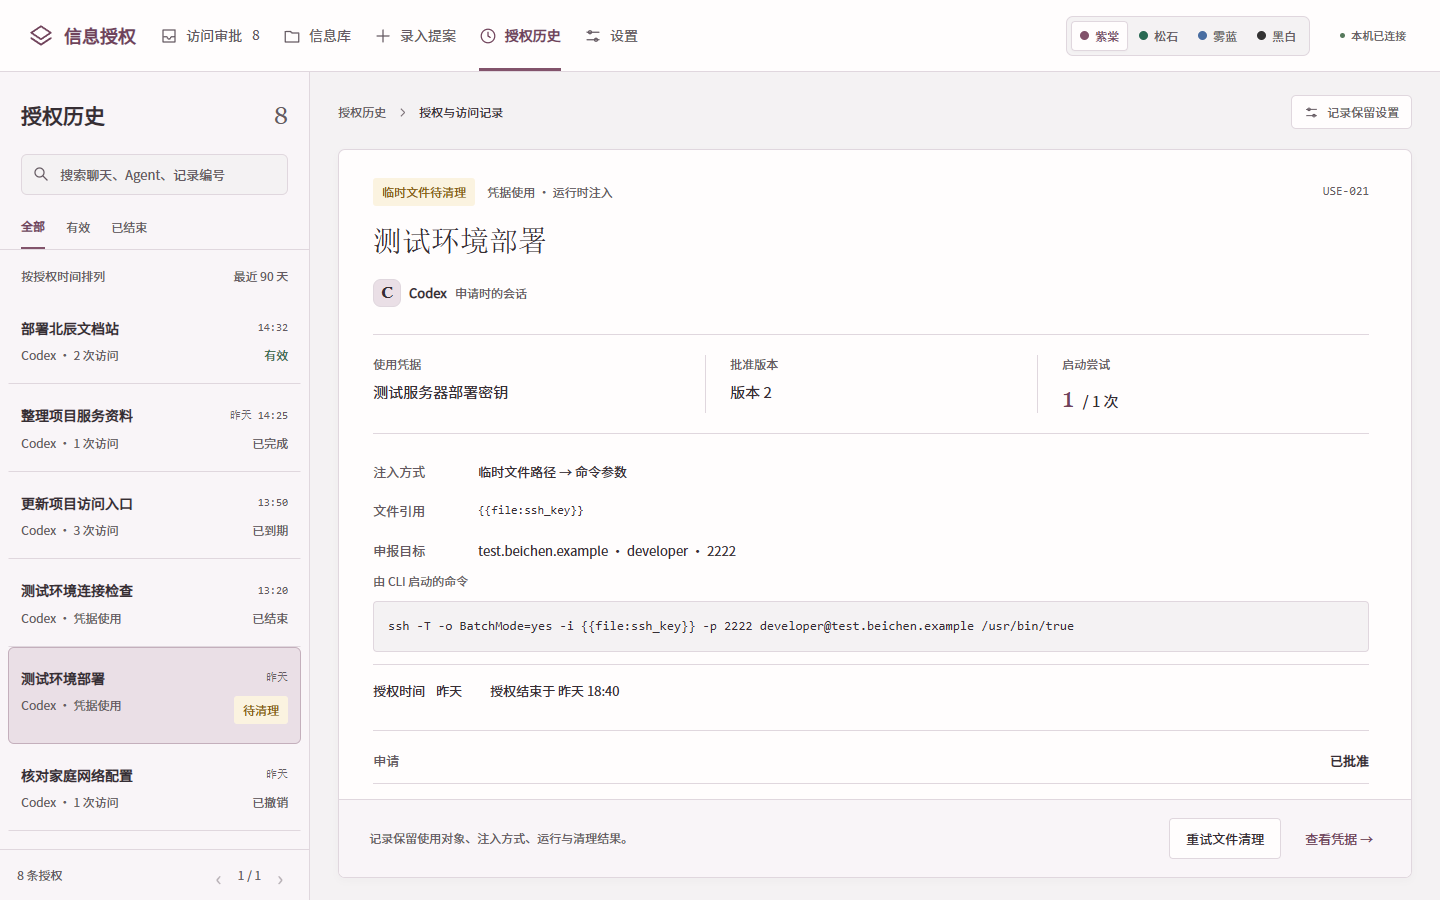 信息授权
访问审批 8
信息库
录入提案
授权历史
设置
紫棠
松石
雾蓝
黑白
本机已连接
授权历史 8
搜索聊天、Agent、记录编号
全部 有效 已结束
按授权时间排列 最近 90 天
部署北辰文档站 14:32
Codex · 2 次访问 有效
整理项目服务资料 昨天 14:25
Codex · 1 次访问 已完成
更新项目访问入口 13:50
Codex · 3 次访问 已到期
测试环境连接检查 13:20
Codex · 凭据使用 已结束
测试环境部署 昨天
Codex · 凭据使用 待清理
核对家庭网络配置 昨天
Codex · 1 次访问 已撤销
8 条授权 ‹ 1 / 1 ›
授权历史 > 授权与访问记录
记录保留设置
临时文件待清理 凭据使用 · 运行时注入 USE-021
测试环境部署
C Codex 申请时的会话
使用凭据
测试服务器部署密钥
批准版本
版本 2
启动尝试
1 / 1 次
注入方式 临时文件路径 → 命令参数
文件引用 {{file:ssh_key}}
申报目标 test.beichen.example · developer · 2222
由 CLI 启动的命令
ssh -T -o BatchMode=yes -i {{file:ssh_key}} -p 2222 developer@test.beichen.example /usr/bin/true
授权时间 昨天 授权结束于 昨天 18:40
申请 已批准
记录保留使用对象、注入方式、运行与清理结果。
重试文件清理
查看凭据 →